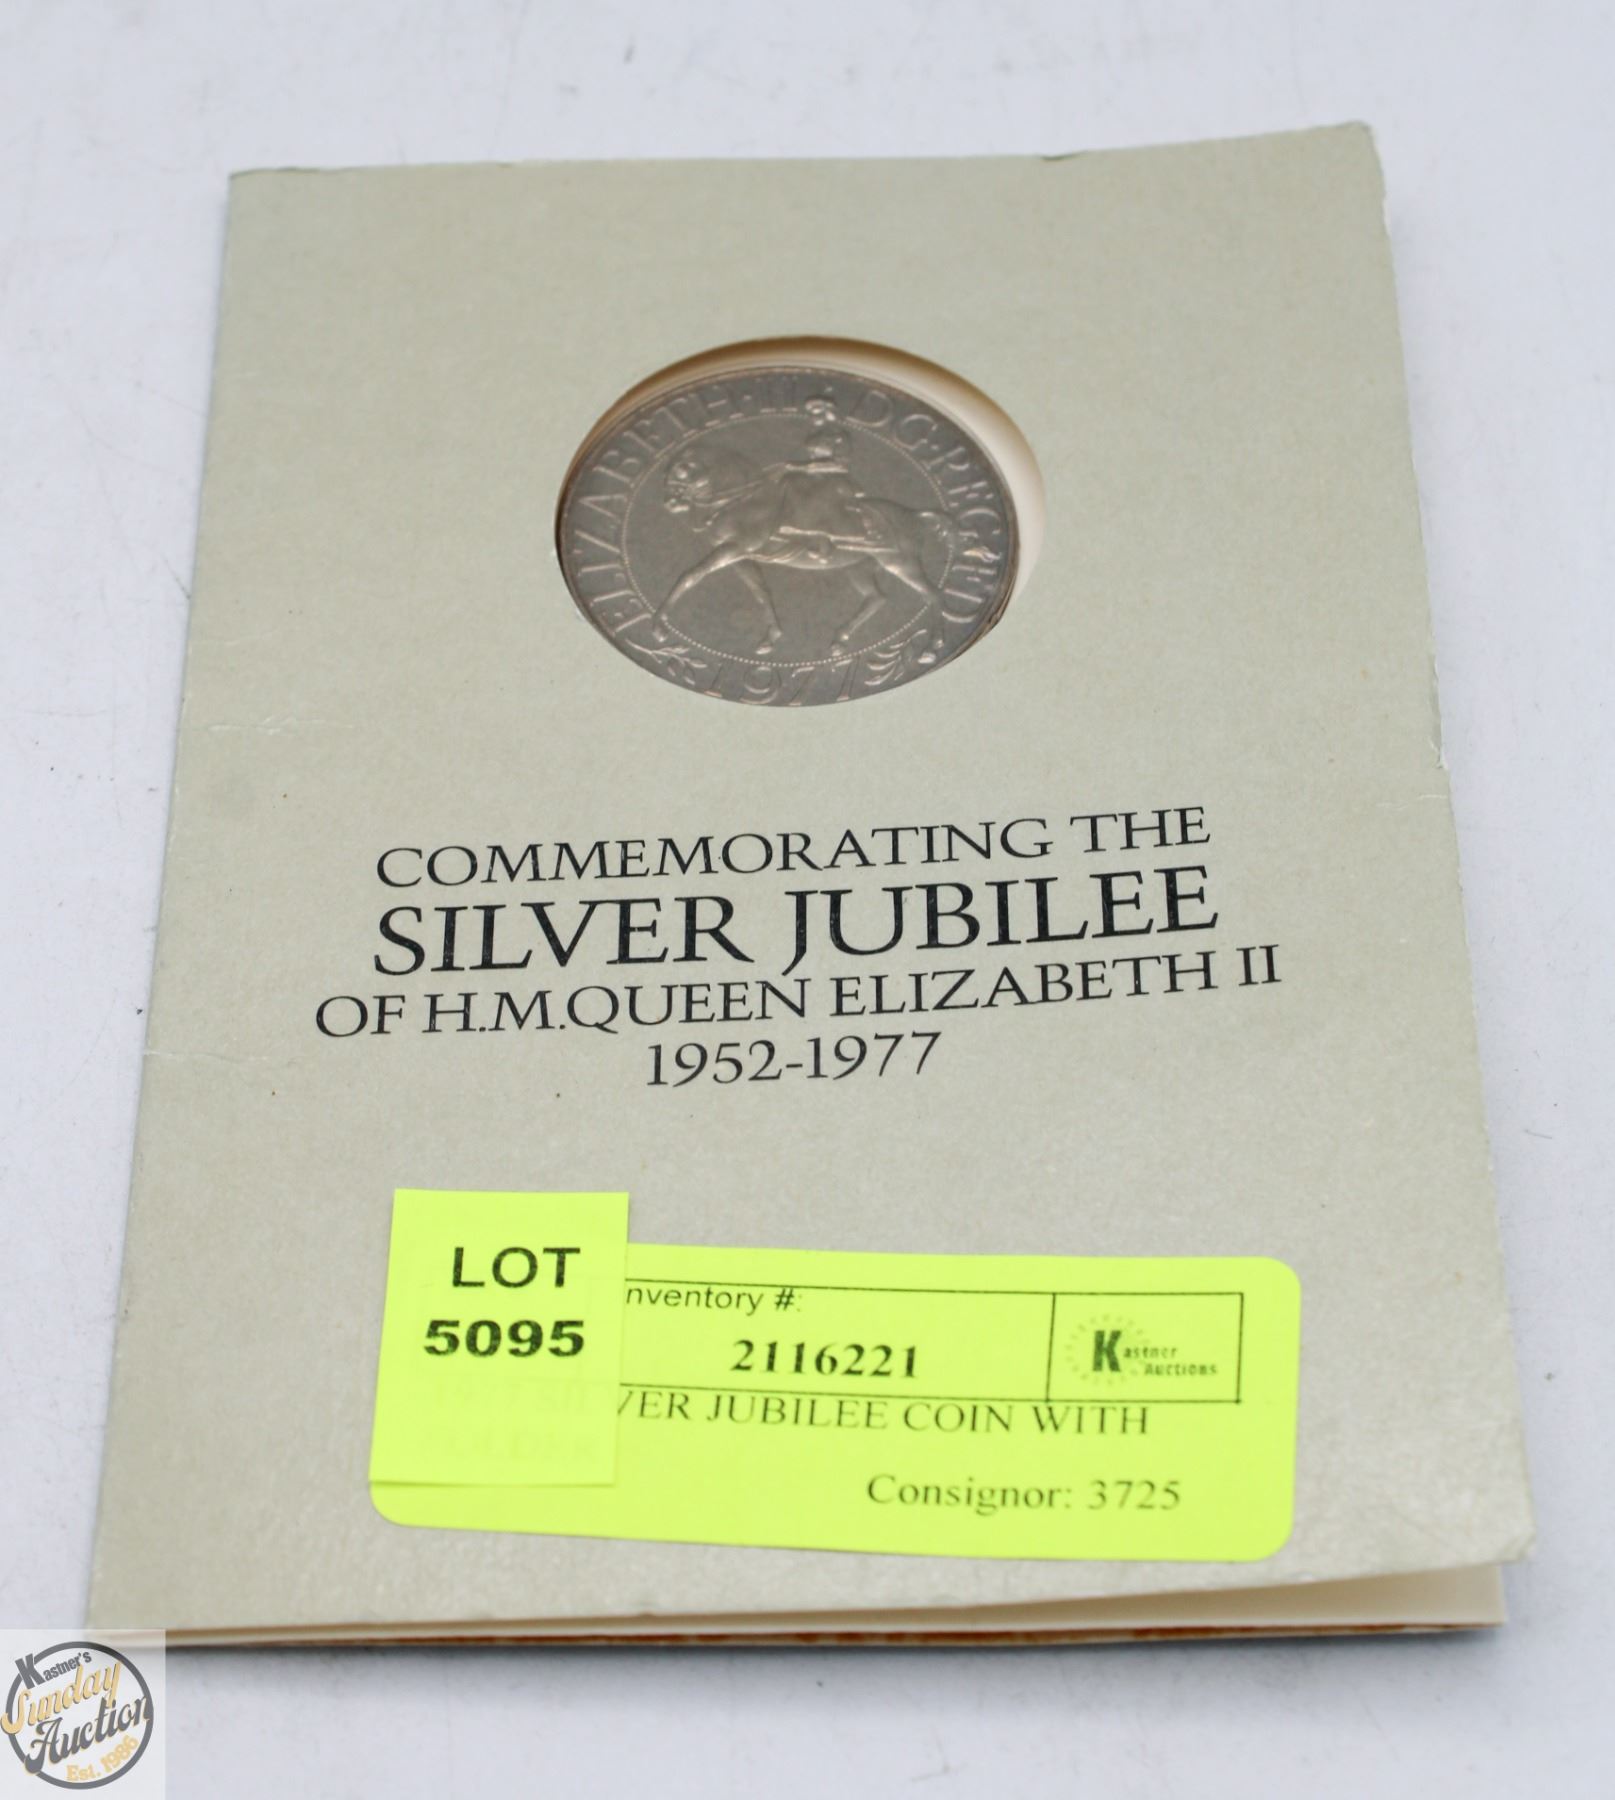 ELIZABETH·II D·G·REG F·D
1977
COMMEMORATING THE
SILVER JUBILEE
OF H.M.QUEEN ELIZABETH II
1952-1977
LOT
5095
nventory #:
2116221
Kastner
Auctions
VER JUBILEE COIN WITH
Consignor: 3725
Kastner's
Sunday
Auction
Est. 1986